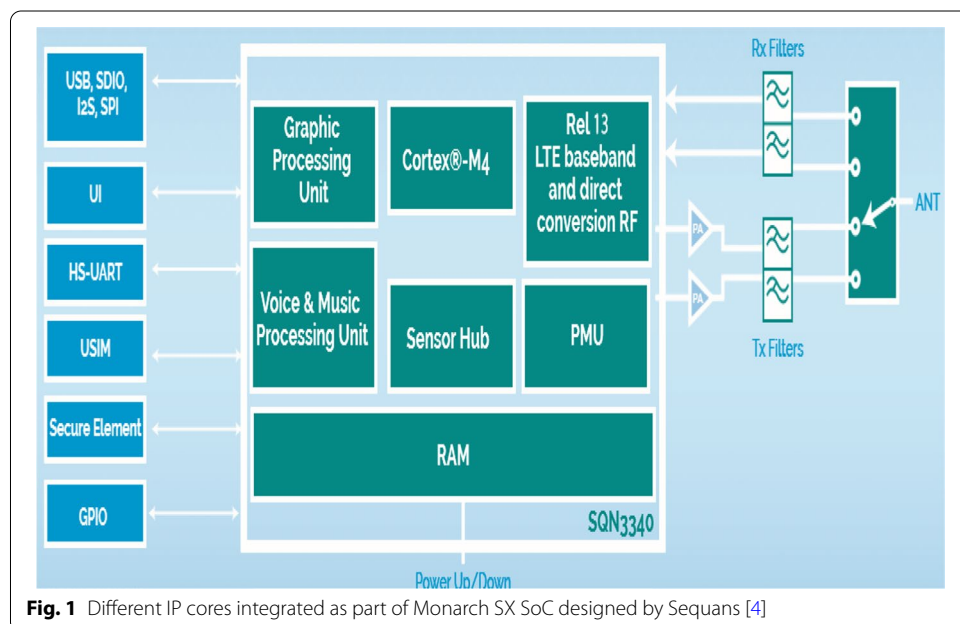 USB, SDIO,
I2S, SPI
UI
HS-UART
USIM
Secure Element
GPIO
Graphic
Processing
Unit
Cortex®-M4
Rel 13
LTE baseband
and direct
conversion RF
Voice & Music
Processing Unit
Sensor Hub
PMU
RAM
SQN3340
Power Up/Down
Rx Filters
PA
PA
Tx Filters
ANT
Fig. 1 Different IP cores integrated as part of Monarch SX SoC designed by Sequans [4]